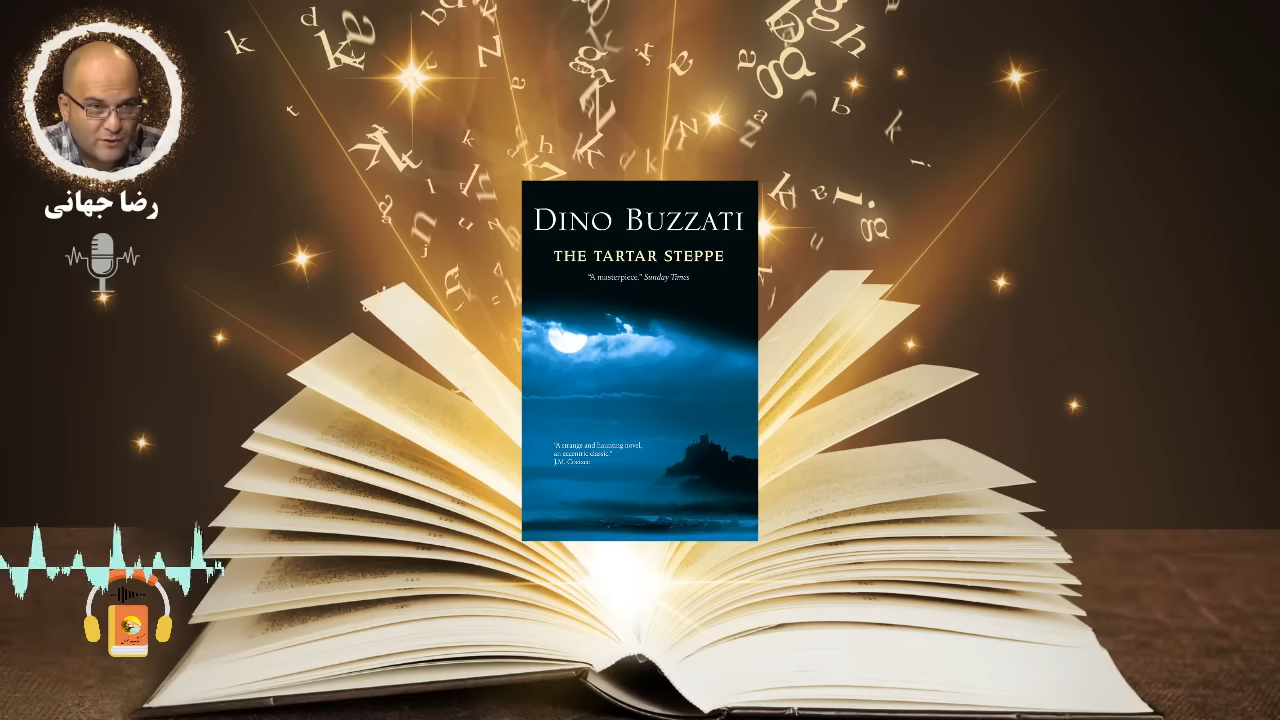 رضا جهانی
DINO BUZZATI
THE TARTAR STEPPE
"A masterpiece." Sunday Times
"A strange and haunting novel,
an eccentric classic."
J.M. Coetzee